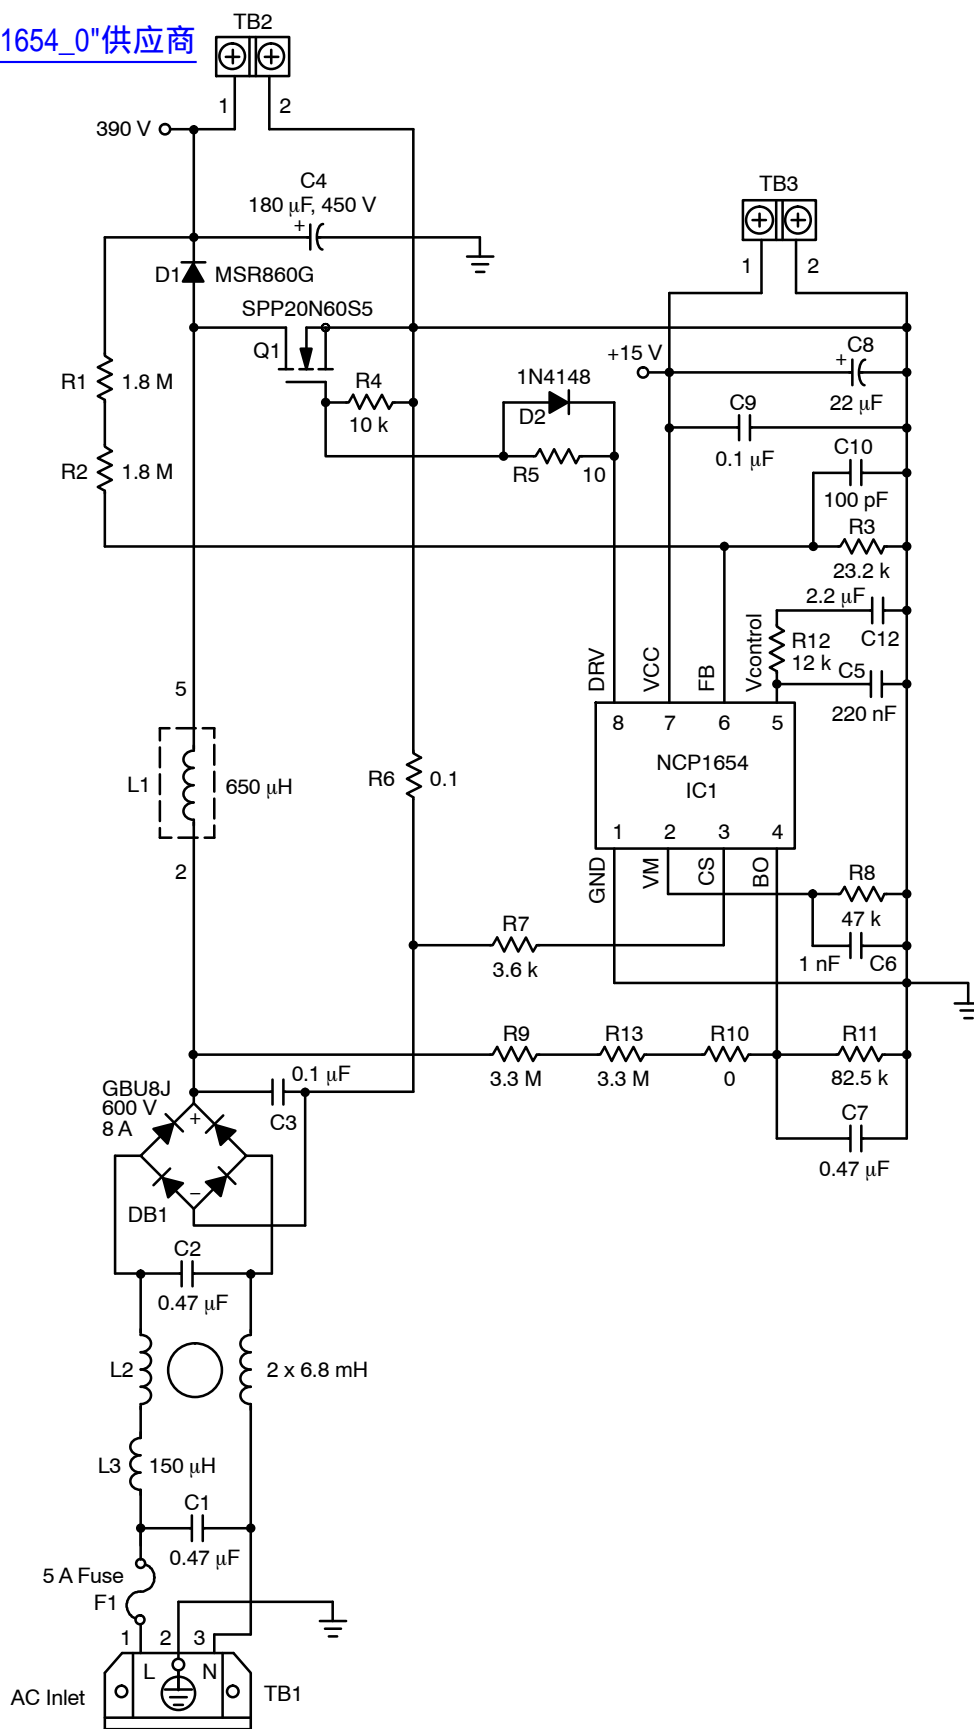 1654_0"供应商
TB2
1 2
390 V
C4
180 μF, 450 V
+
TB3
1 2
D1 MSR860G
SPP20N60S5
Q1
+15 V
C8
+
22 μF
R1 1.8 M
R4
10 k
1N4148
D2
C9
0.1 μF
R2 1.8 M
R5 10
C10
100 pF
R3
23.2 k
2.2 μF
C12
R12
12 k
C5
220 nF
DRV VCC FB Vcontrol
5
8 7 6 5
NCP1654
IC1
1 2 3 4
GND VM CS BO
L1 650 μH
R6 0.1
2
R8
47 k
R7
3.6 k
1 nF C6
R9 R13 R10 R11
3.3 M 3.3 M 0 82.5 k
0.1 μF
C3
GBU8J
600 V
8 A
+
−
DB1
C7
0.47 μF
C2
0.47 μF
L2 2 x 6.8 mH
L3 150 μH
C1
0.47 μF
5 A Fuse
F1
1 2 3
L N
AC Inlet TB1